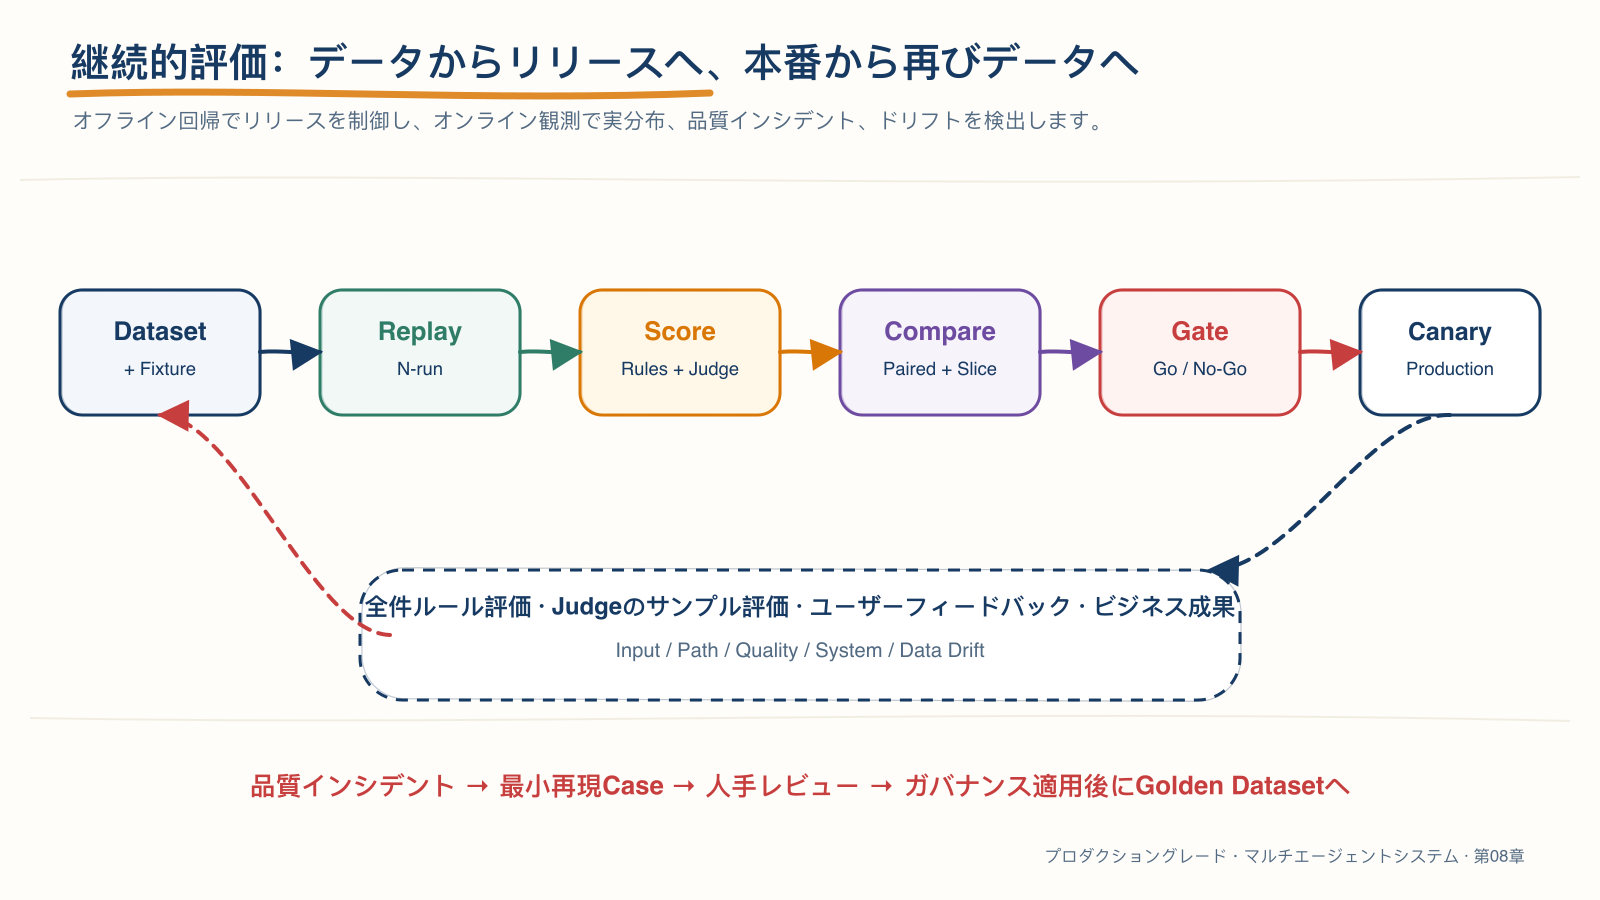 継続的評価：データからリリースへ、本番から再びデータへ
オフライン回帰でリリースを制御し、オンライン観測で実分布、品質インシデント、ドリフトを検出します。
Dataset
+ Fixture
Replay
N-run
Score
Rules + Judge
Compare
Paired + Slice
Gate
Go / No-Go
Canary
Production
全件ルール評価・Judgeのサンプル評価・ユーザーフィードバック・ビジネス成果
Input / Path / Quality / System / Data Drift
品質インシデント → 最小再現Case → 人手レビュー → ガバナンス適用後にGolden Datasetへ
プロダクショングレード・マルチエージェントシステム・第08章